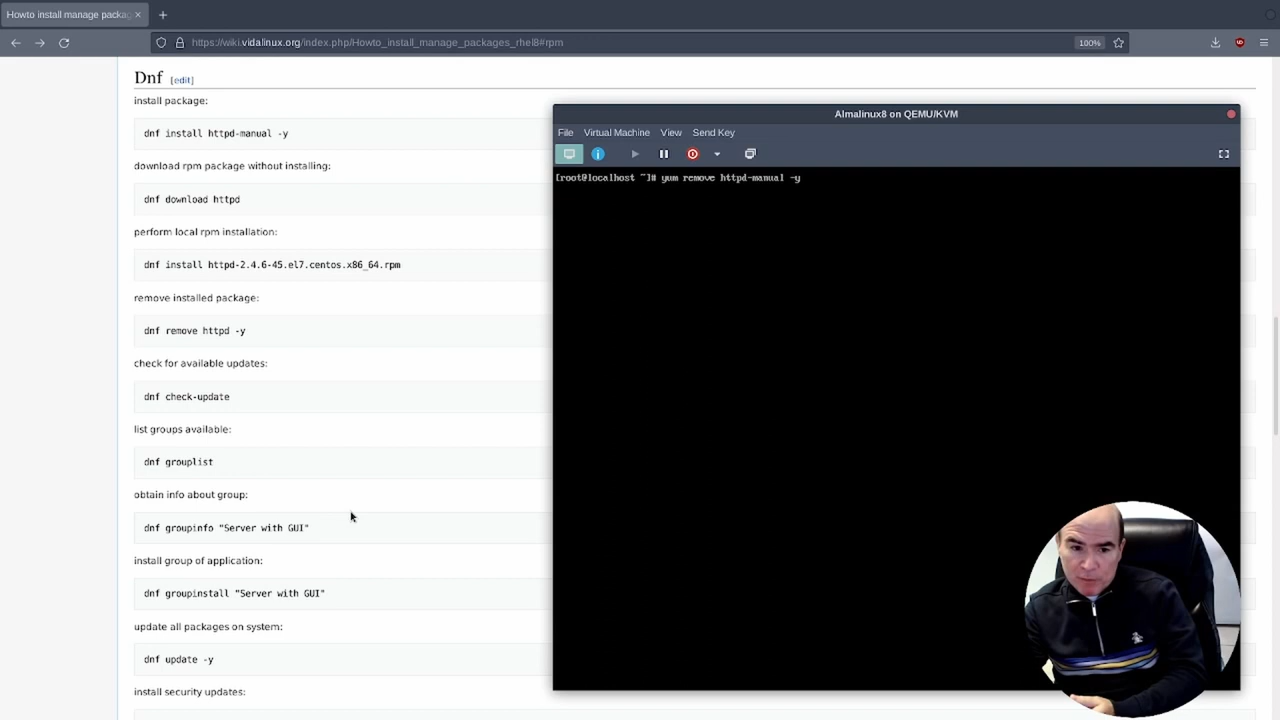 Howto install manage packag
https://wiki.vidalinux.org/index.php/Howto_install_manage_packages_rhel8#rpm
100%
Dnf [edit]
install package:
dnf install httpd-manual -y
download rpm package without installing:
dnf download httpd
perform local rpm installation:
dnf install httpd-2.4.6-45.el7.centos.x86_64.rpm
remove installed package:
dnf remove httpd -y
check for available updates:
dnf check-update
list groups available:
dnf grouplist
obtain info about group:
dnf groupinfo "Server with GUI"
install group of application:
dnf groupinstall "Server with GUI"
update all packages on system:
dnf update -y
install security updates:
Almalinux8 on QEMU/KVM
File Virtual Machine View Send Key
[root@localhost ~]# yum remove httpd-manual -y